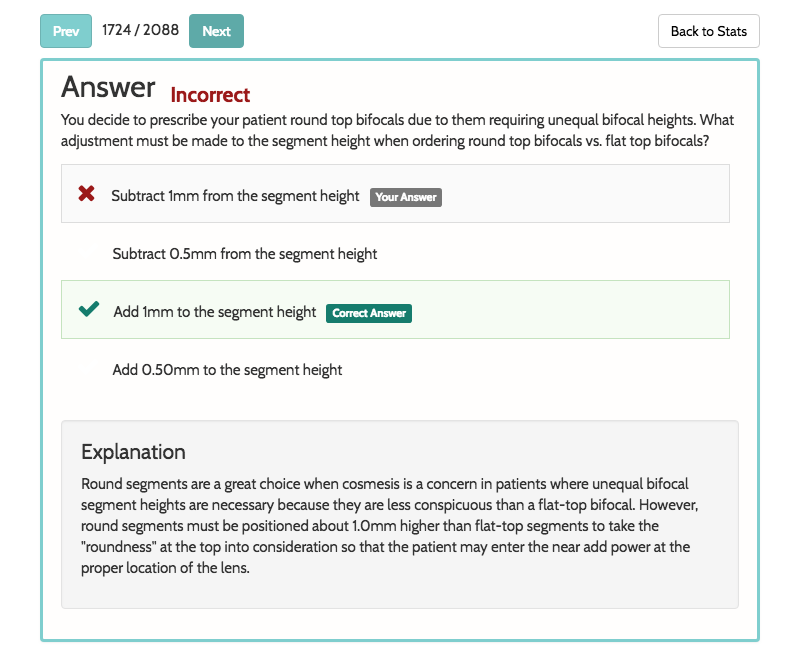 Prev 1724 / 2088 Next Back to Stats
Answer Incorrect
You decide to prescribe your patient round top bifocals due to them requiring unequal bifocal heights. What
adjustment must be made to the segment height when ordering round top bifocals vs. flat top bifocals?
Subtract 1mm from the segment height Your Answer
Subtract 0.5mm from the segment height
Add 1mm to the segment height Correct Answer
Add 0.50mm to the segment height
Explanation
Round segments are a great choice when cosmesis is a concern in patients where unequal bifocal
segment heights are necessary because they are less conspicuous than a flat-top bifocal. However,
round segments must be positioned about 1.0mm higher than flat-top segments to take the
"roundness" at the top into consideration so that the patient may enter the near add power at the
proper location of the lens.